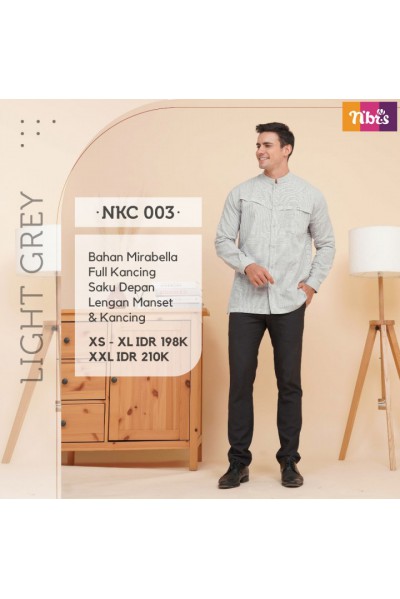 Nibr's
LIGHT GREY
·NKC 003·
Bahan Mirabella
Full Kancing
Saku Depan
Lengan Manset
& Kancing
XS - XL IDR 198K
XXL IDR 210K